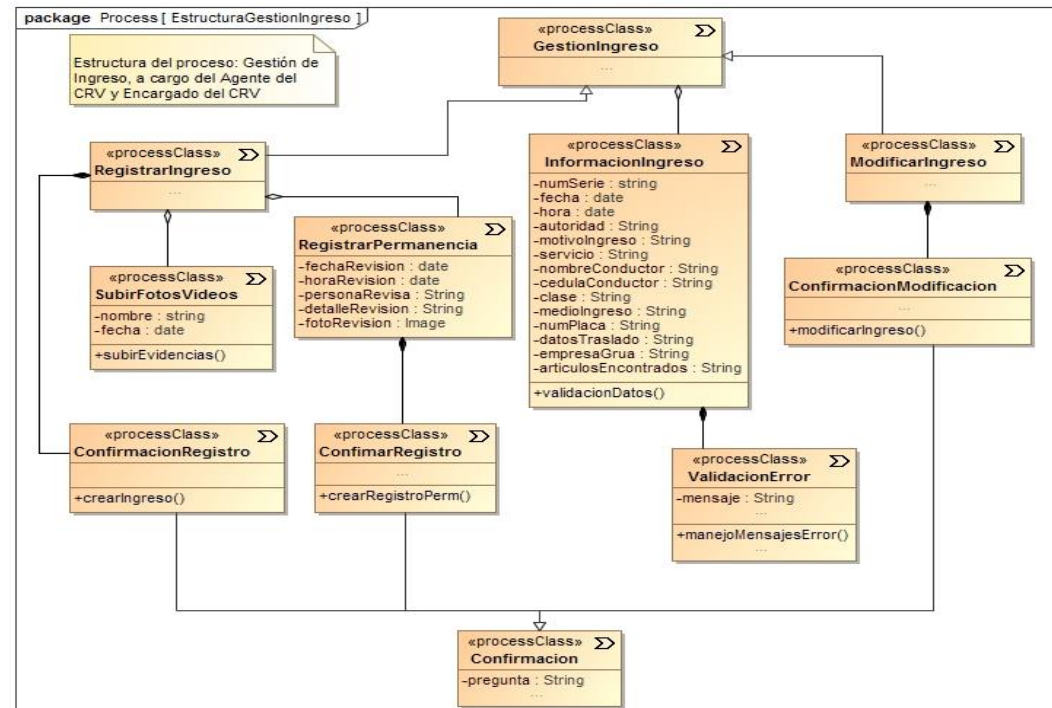 package Process [ EstructuraGestionIngreso ]
Estructura del proceso: Gestión de
Ingreso, a cargo del Agente del
CRV y Encargado del CRV
«processClass»
GestionIngreso
...
«processClass»
RegistrarIngreso
...
«processClass»
InformacionIngreso
-numSerie : string
-fecha : date
-hora : date
-autoridad : String
-motivoIngreso : String
-servicio : String
-nombreConductor : String
-cedulaConductor : String
-clase : String
-medioIngreso : String
-numPlaca : String
-datosTraslado : String
-empresaGrua : String
-articulosEncontrados : String
+validacionDatos()
«processClass»
ModificarIngreso
...
«processClass»
RegistrarPermanencia
-fechaRevision : date
-horaRevision : date
-personaRevisa : String
-detalleRevision : String
-fotoRevision : Image
«processClass»
SubirFotosVideos
-nombre : string
-fecha : date
+subirEvidencias()
«processClass»
ConfirmacionModificacion
...
+modificarIngreso()
«processClass»
ConfirmacionRegistro
+crearIngreso()
«processClass»
ConfimarRegistro
...
+crearRegistroPerm()
«processClass»
ValidacionError
-mensaje : String
...
+manejoMensajesError()
...
«processClass»
Confirmacion
-pregunta : String
...